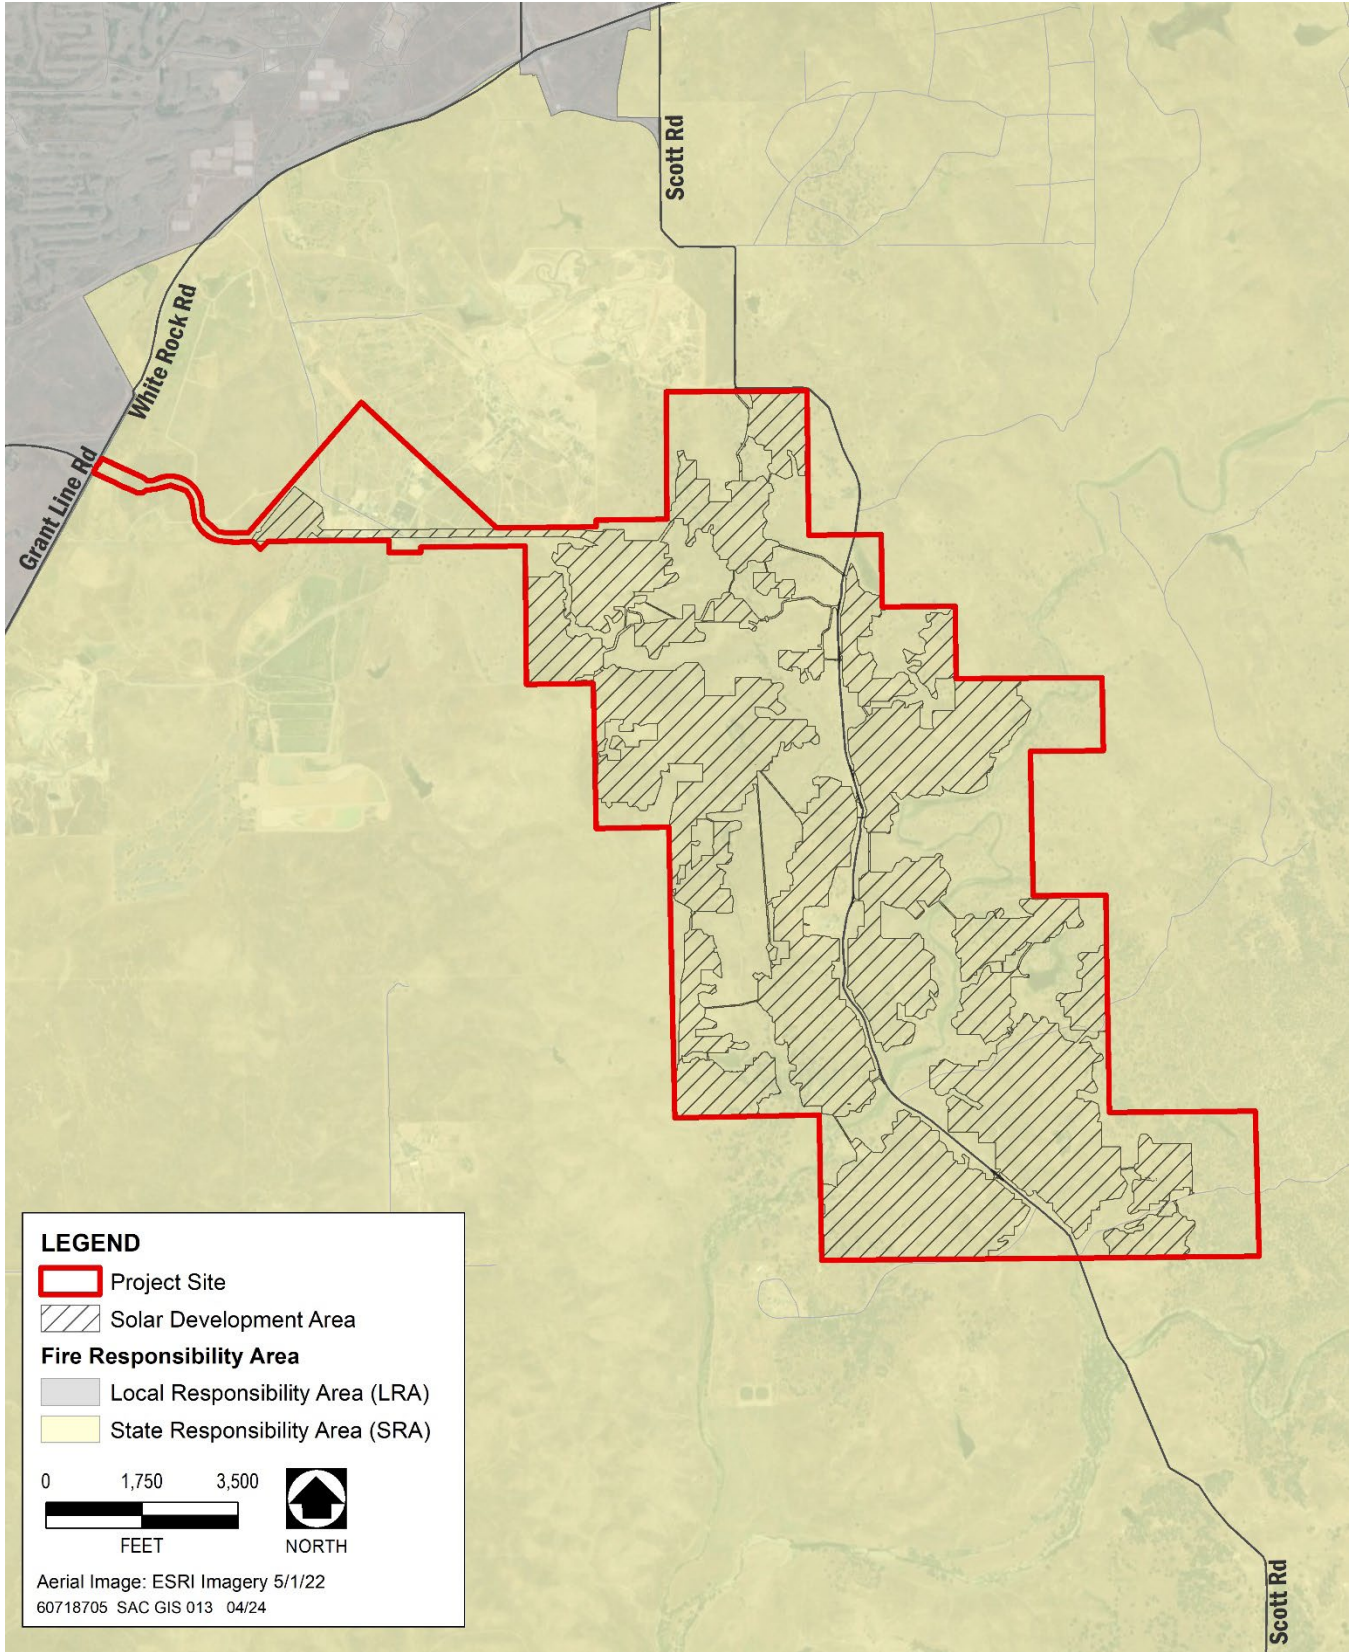 Scott Rd
White Rock Rd
Grant Line Rd
LEGEND
Project Site
Solar Development Area
Fire Responsibility Area
Local Responsibility Area (LRA)
State Responsibility Area (SRA)
0 1,750 3,500
FEET
NORTH
Aerial Image: ESRI Imagery 5/1/22
60718705 SAC GIS 013 04/24
Scott Rd